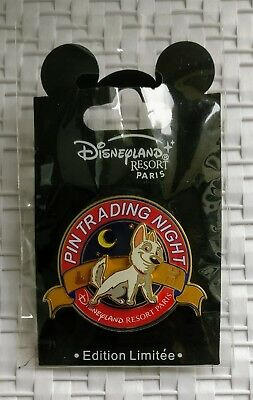 Disneyland
RESORT
PARIS
PIN TRADING NIGHT
DISNEYLAND RESORT PARIS
• Edition Limitée •